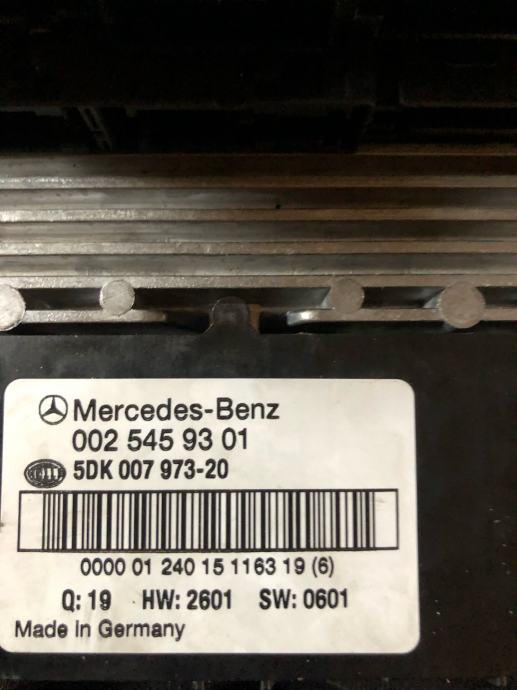 Mercedes-Benz
002 545 93 01
5DK 007 973-20
0000 01 240 15 1163 19 (6)
Q: 19 HW: 2601 SW: 0601
Made in Germany